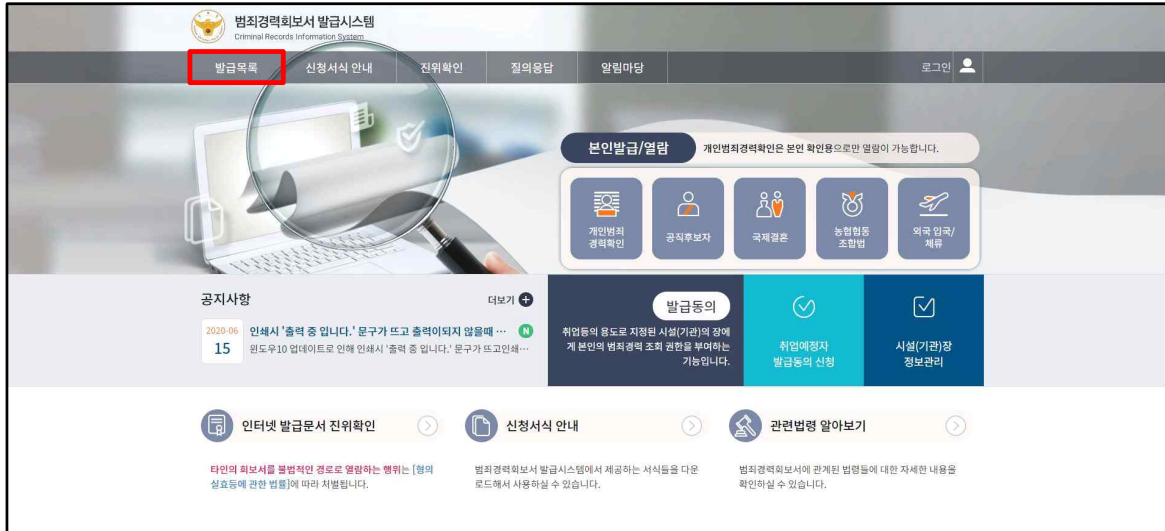 범죄경력회보서 발급시스템
Criminal Records Information System
발급목록 신청서식 안내 진위확인 질의응답 알림마당 로그인
본인발급/열람 개인범죄경력확인은 본인 확인용으로만 열람이 가능합니다.
개인범죄
경력확인
공직후보자
국제결혼
농협협동
조합법
외국 입국/
체류
공지사항 더보기
2020-06
15
인쇄시 '출력 중 입니다.' 문구가 뜨고 출력이되지 않을때 ··· N
윈도우10 업데이트로 인해 인쇄시 '출력 중 입니다.' 문구가 뜨고인쇄···
발급동의
취업등의 용도로 지정된 시설(기관)의 장에
게 본인의 범죄경력 조회 권한을 부여하는
기능입니다.
취업예정자
발급동의 신청
시설(기관)장
정보관리
인터넷 발급문서 진위확인
타인의 회보서를 불법적인 경로로 열람하는 행위는 [형의
실효등에 관한 법률]에 따라 처벌됩니다.
신청서식 안내
범죄경력회보서 발급시스템에서 제공하는 서식들을 다운
로드해서 사용하실 수 있습니다.
관련법령 알아보기
범죄경력회보서에 관계된 법령들에 대한 자세한 내용을
확인하실 수 있습니다.